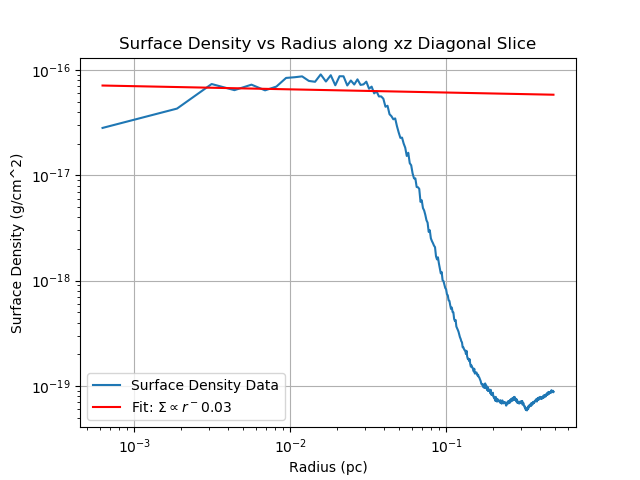 Surface Density vs Radius along xz Diagonal Slice
10⁻¹⁶
10⁻¹⁷
10⁻¹⁸
10⁻¹⁹
Surface Density (g/cm^2)
Surface Density Data
Fit: Σ ∝ r⁻0.03
10⁻³
10⁻²
10⁻¹
Radius (pc)